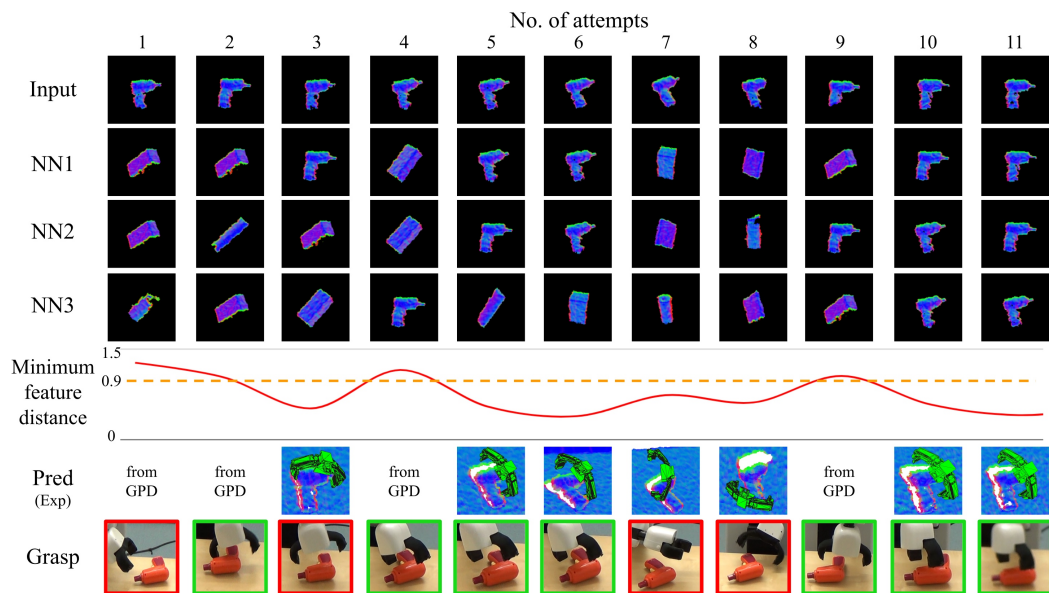 No. of attempts
1 2 3 4 5 6 7 8 9 10 11
Input
NN1
NN2
NN3
1.5
Minimum
feature
distance
0.9
0
Pred
(Exp)
from
GPD
from
GPD
from
GPD
from
GPD
Grasp